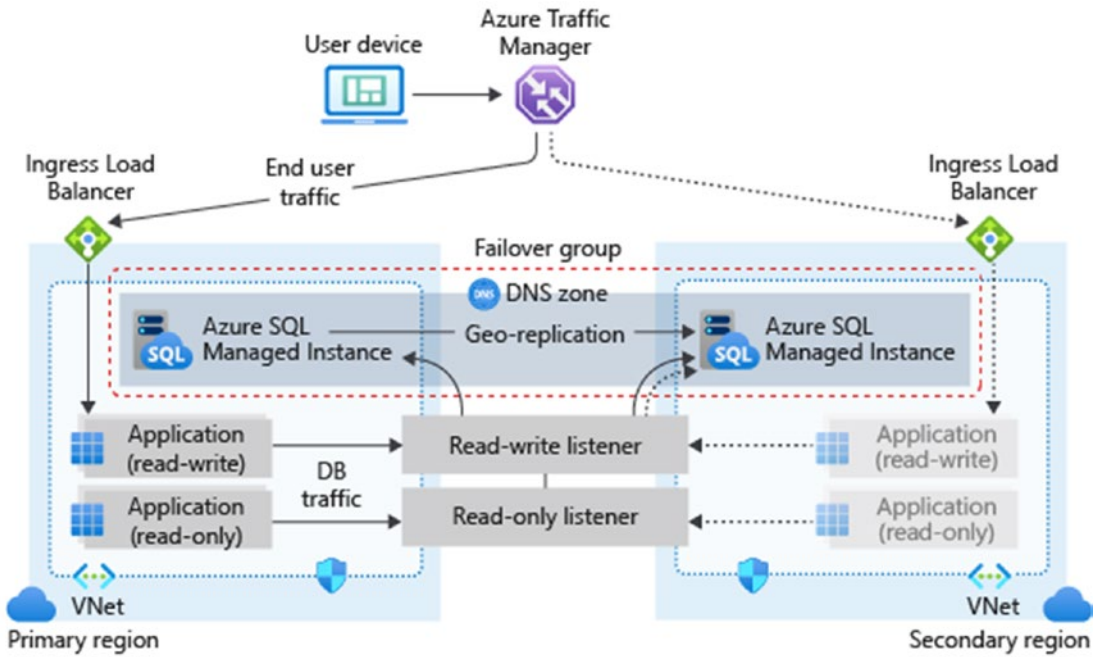 Azure Traffic
Manager
User device
Ingress Load
Balancer
End user
traffic
Ingress Load
Balancer
Failover group
DNS
DNS zone
SQL
Azure SQL
Managed Instance
Geo-replication
SQL
Azure SQL
Managed Instance
Application
(read-write)
DB
traffic
Read-write listener
Application
(read-write)
Application
(read-only)
Read-only listener
Application
(read-only)
VNet
Primary region
VNet
Secondary region